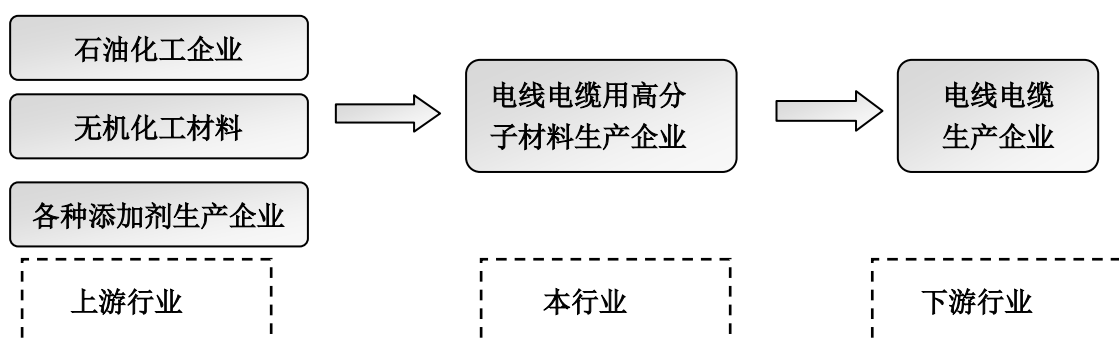 石油化工企业
无机化工材料
各种添加剂生产企业
电线电缆用高分
子材料生产企业
电线电缆
生产企业
上游行业
本行业
下游行业